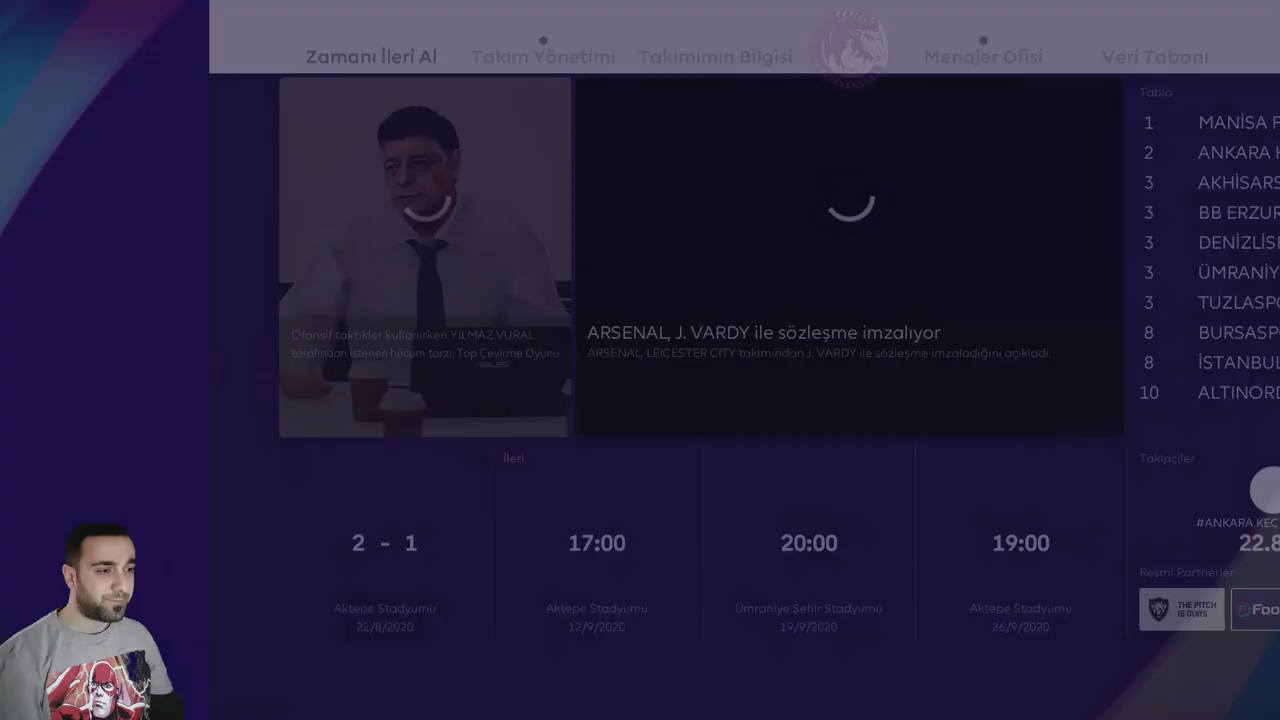 Zamanı İleri Al
Takım Yönetimi
Takımımın Bilgisi
Menajer Ofisi
Veri Tabanı
Ofansif taktikler kullanırken YILMAZ VURAL
tarafından istenen hücum tarzı: Top Çevirme Oyunu
ARSENAL, J. VARDY ile sözleşme imzalıyor
ARSENAL, LEICESTER CITY takımından J. VARDY ile sözleşme imzaladığını açıkladı.
Tablo
1 MANİSA F
2 ANKARA K
3 AKHİSARS
3 BB ERZUR
3 DENİZLİS
3 ÜMRANİY
3 TUZLASPO
8 BURSASP
8 İSTANBUL
10 ALTINORD
İleri
2 - 1
Aktepe Stadyumu
22/8/2020
17:00
Aktepe Stadyumu
12/9/2020
20:00
Ümraniye Şehir Stadyumu
19/9/2020
19:00
Aktepe Stadyumu
26/9/2020
Takipçiler
#ANKARA KEÇ
22.8
Resmi Partnerler
THE PITCH
IS OURS
Foo